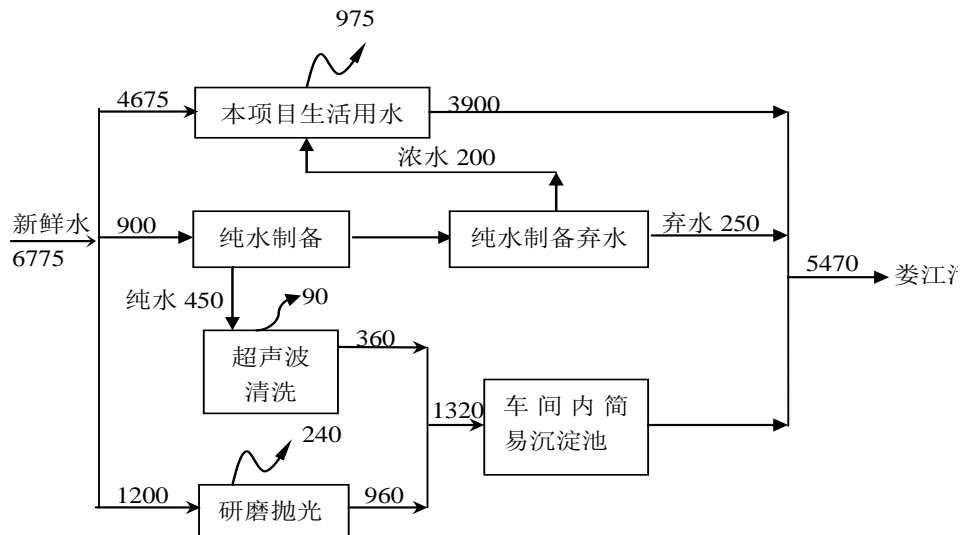 975
4675
本项目生活用水
3900
浓水 200
新鲜水
6775
900
纯水制备
纯水制备弃水
弃水 250
5470
娄江
纯水 450
90
超声波
清洗
360
1320
车间内简
易沉淀池
240
1200
研磨抛光
960